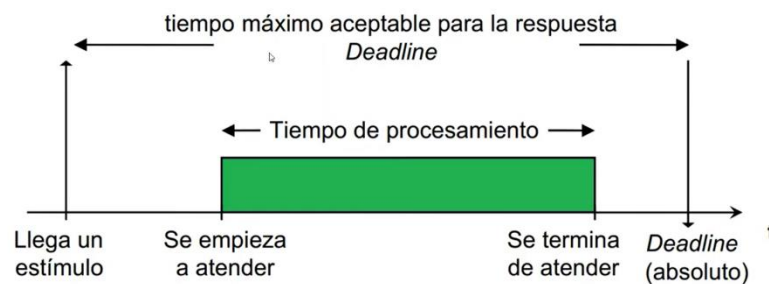 tiempo máximo aceptable para la respuesta
Deadline
Tiempo de procesamiento
Llega un
estímulo
Se empieza
a atender
Se termina
de atender
Deadline
(absoluto)